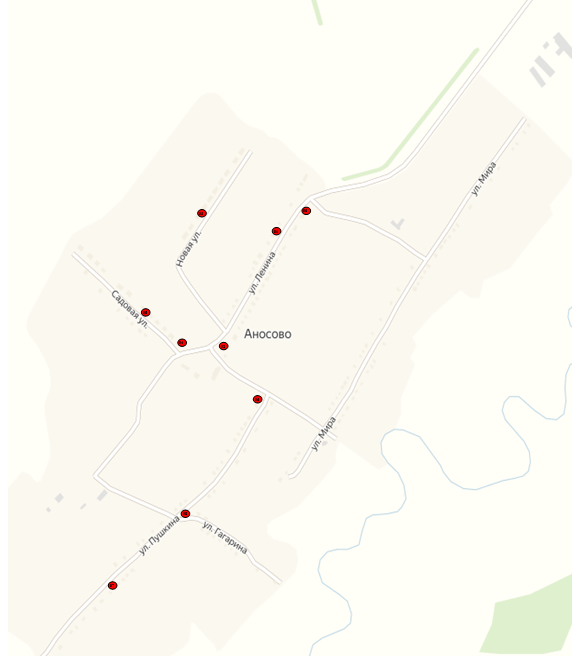 ул. Мира
Новая ул.
ул. Ленина
Садовая ул.
Аносово
ул. Мира
ул. Пушкина
ул. Гагарина